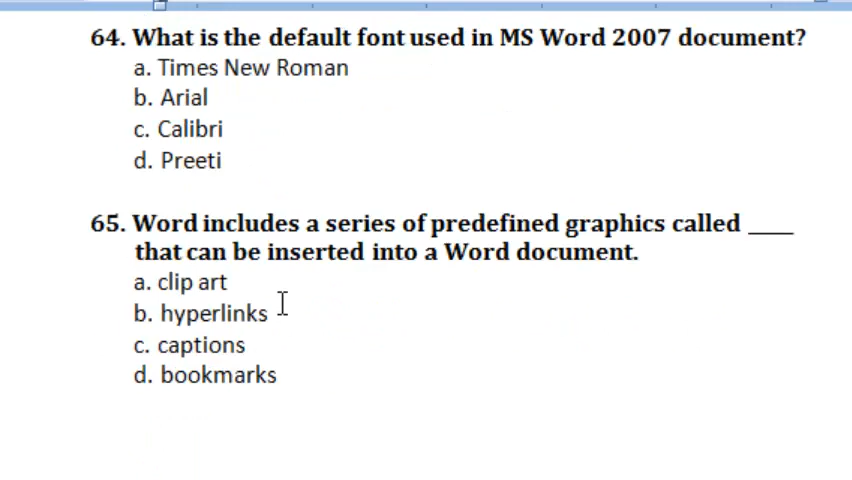 64. What is the default font used in MS Word 2007 document?
a. Times New Roman
b. Arial
c. Calibri
d. Preeti
65. Word includes a series of predefined graphics called ____
that can be inserted into a Word document.
a. clip art
b. hyperlinks
c. captions
d. bookmarks